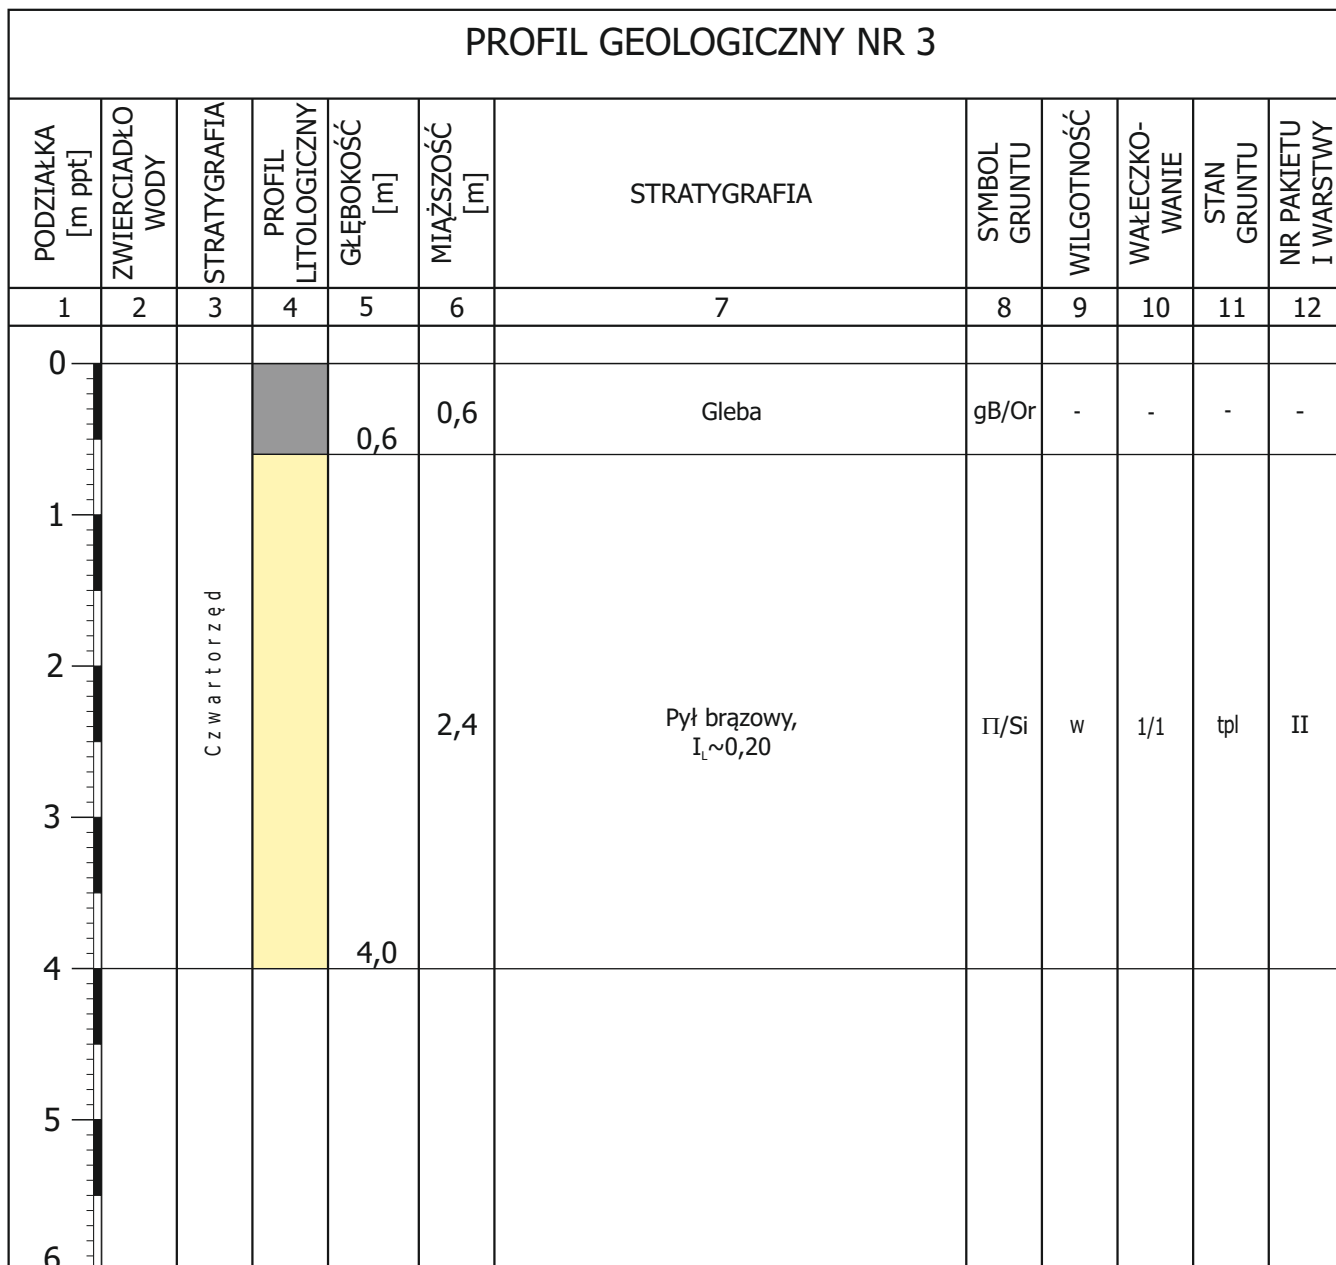 PROFIL GEOLOGICZNY NR 3
PODZIAŁKA
[m ppt]
ZWIERCIADŁO
WODY
STRATYGRAFIA
PROFIL
LITOLOGICZNY
GŁĘBOKOŚĆ
[m]
MIĄŻSZOŚĆ
[m]
STRATYGRAFIA
SYMBOL
GRUNTU
WILGOTNOŚĆ
WAŁECZKO-
WANIE
STAN
GRUNTU
NR PAKIETU
I WARSTWY
1 2 3 4 5 6 7 8 9 10 11 12
0
0,6
0,6
Gleba
gB/Or
- - - -
1
2
3
4
5
6
Czwartorzęd
2,4
4,0
Pył brązowy,
I_L~0,20
Π/Si
w
1/1
tpl
II